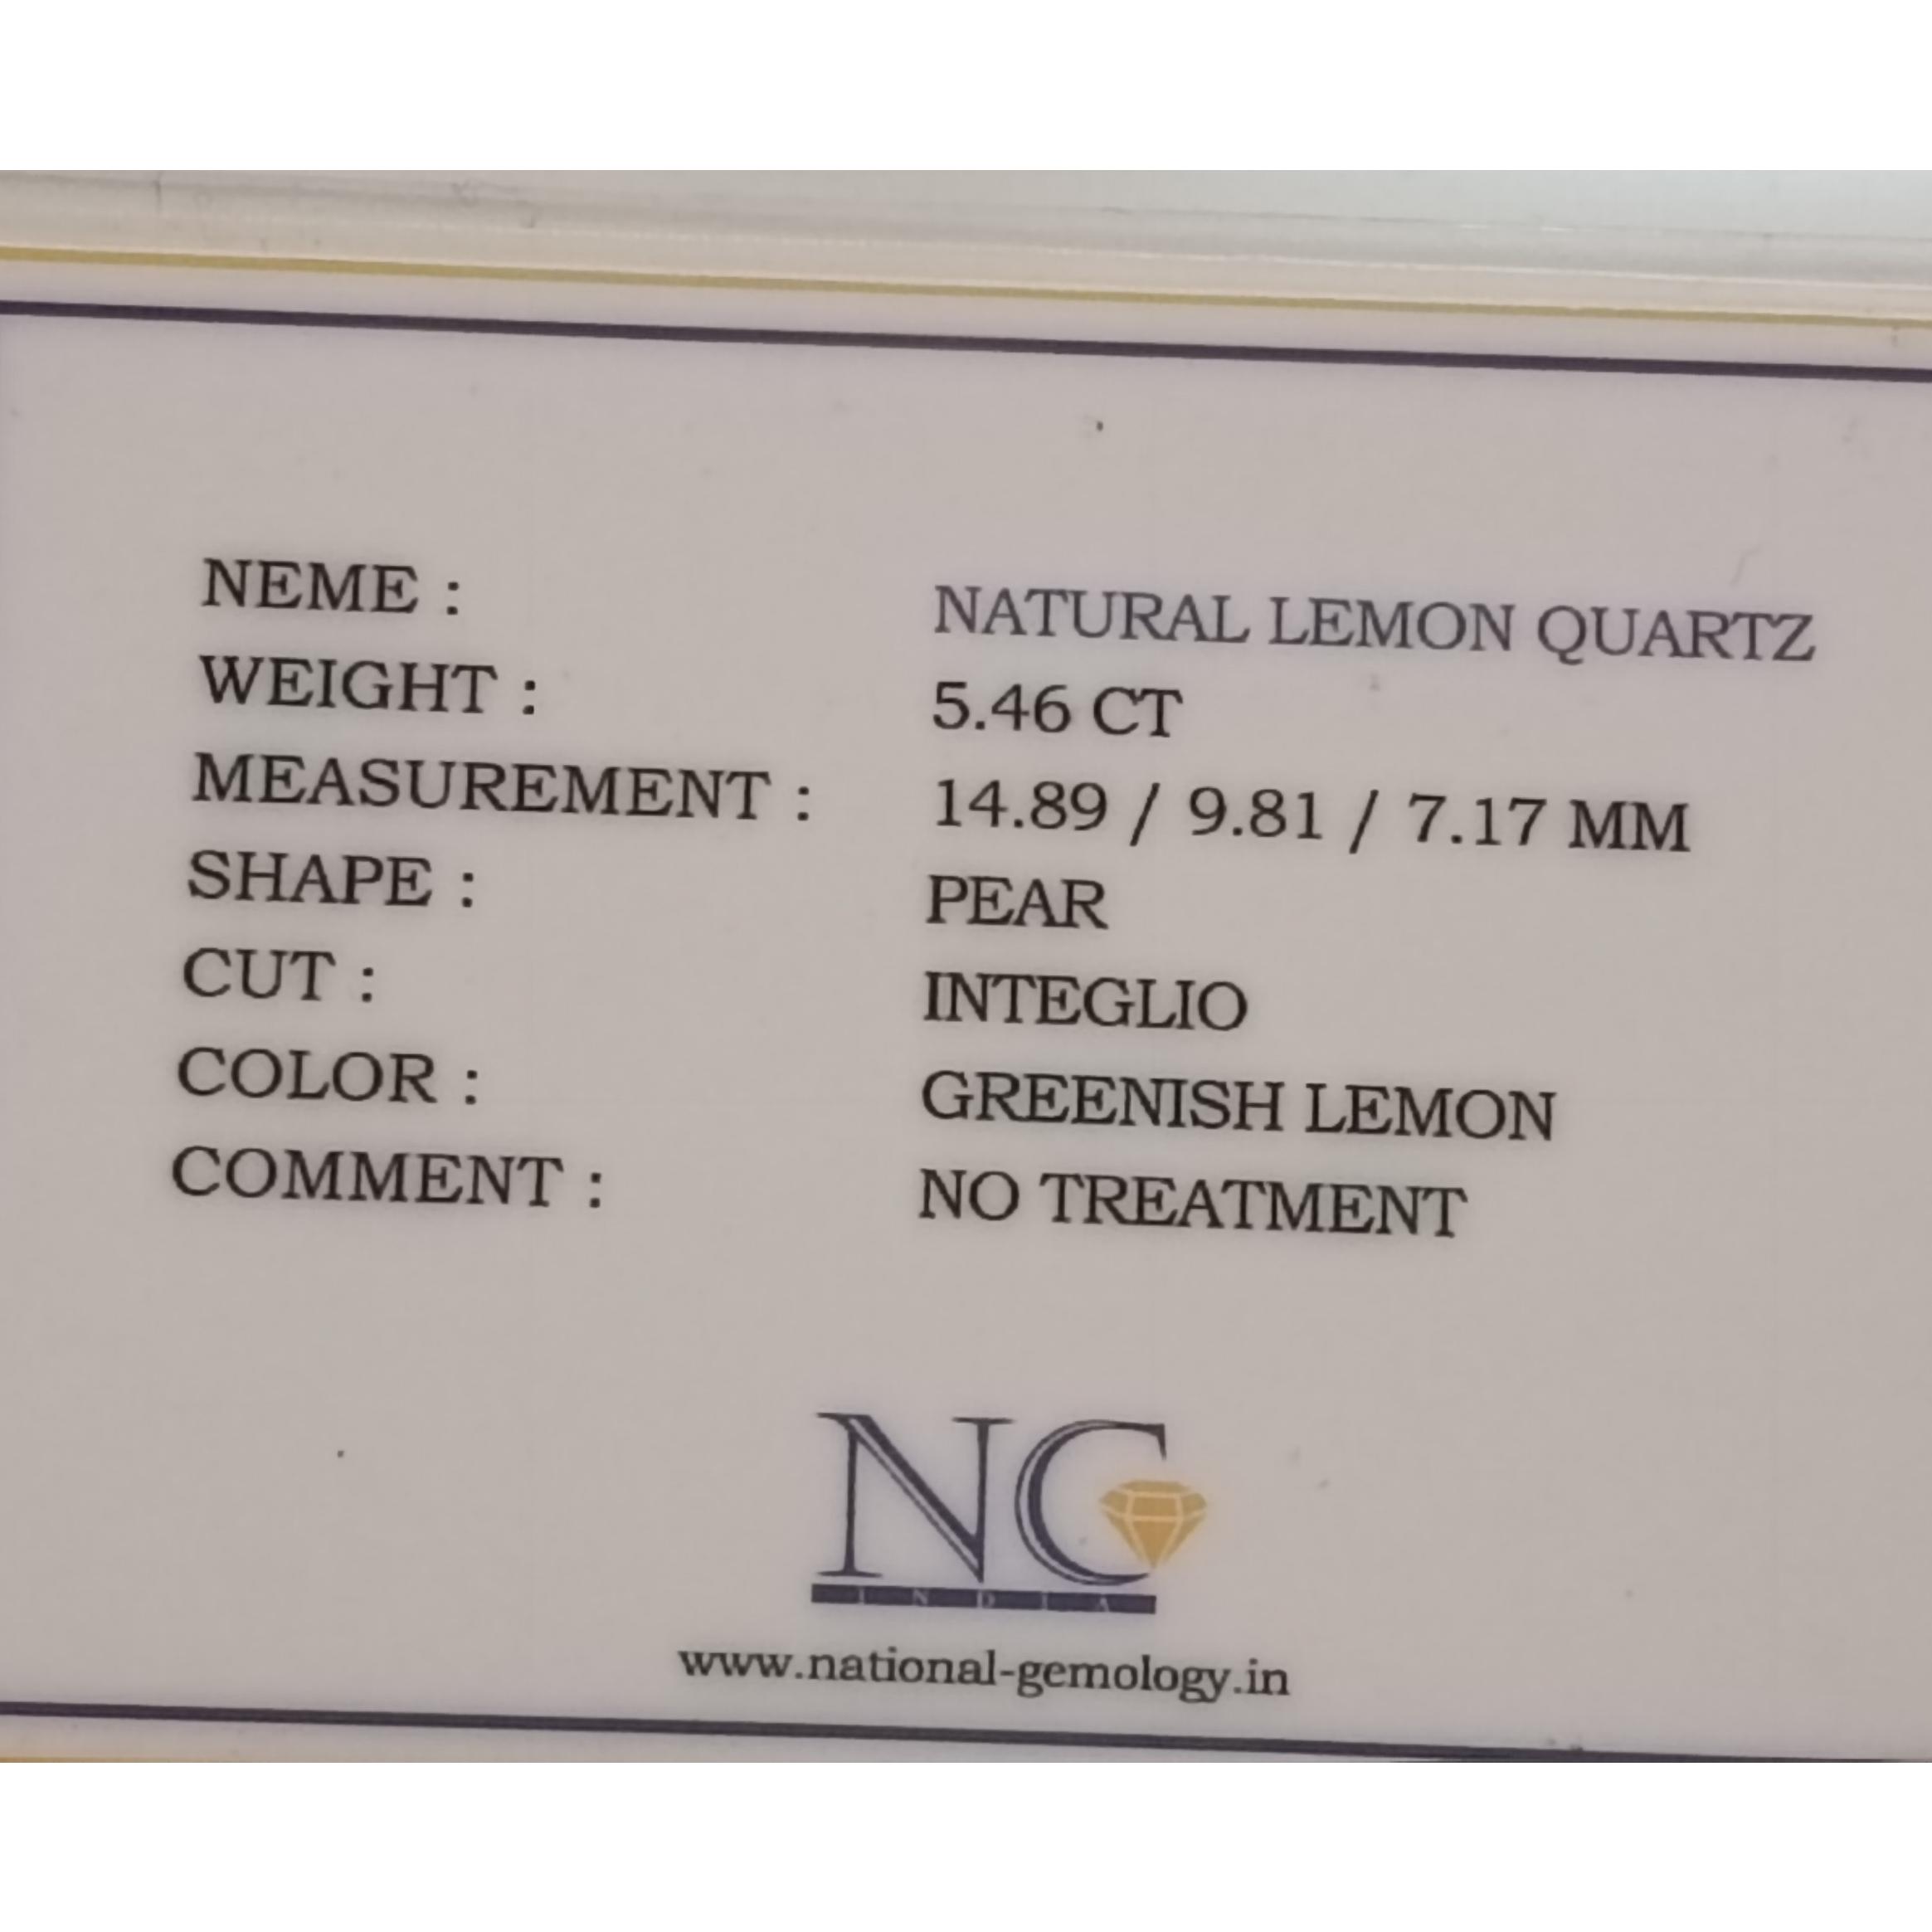 NEME : NATURAL LEMON QUARTZ
WEIGHT : 5.46 CT
MEASUREMENT : 14.89 / 9.81 / 7.17 MM
SHAPE : PEAR
CUT : INTEGLIO
COLOR : GREENISH LEMON
COMMENT : NO TREATMENT
NG
INDIA
www.national-gemology.in